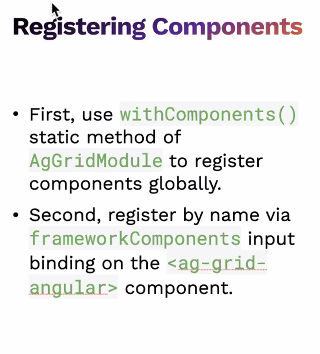 Registering Components
• First, use withComponents()
static method of
AgGridModule to register
components globally.
• Second, register by name via
frameworkComponents input
binding on the <ag-grid-
angular> component.